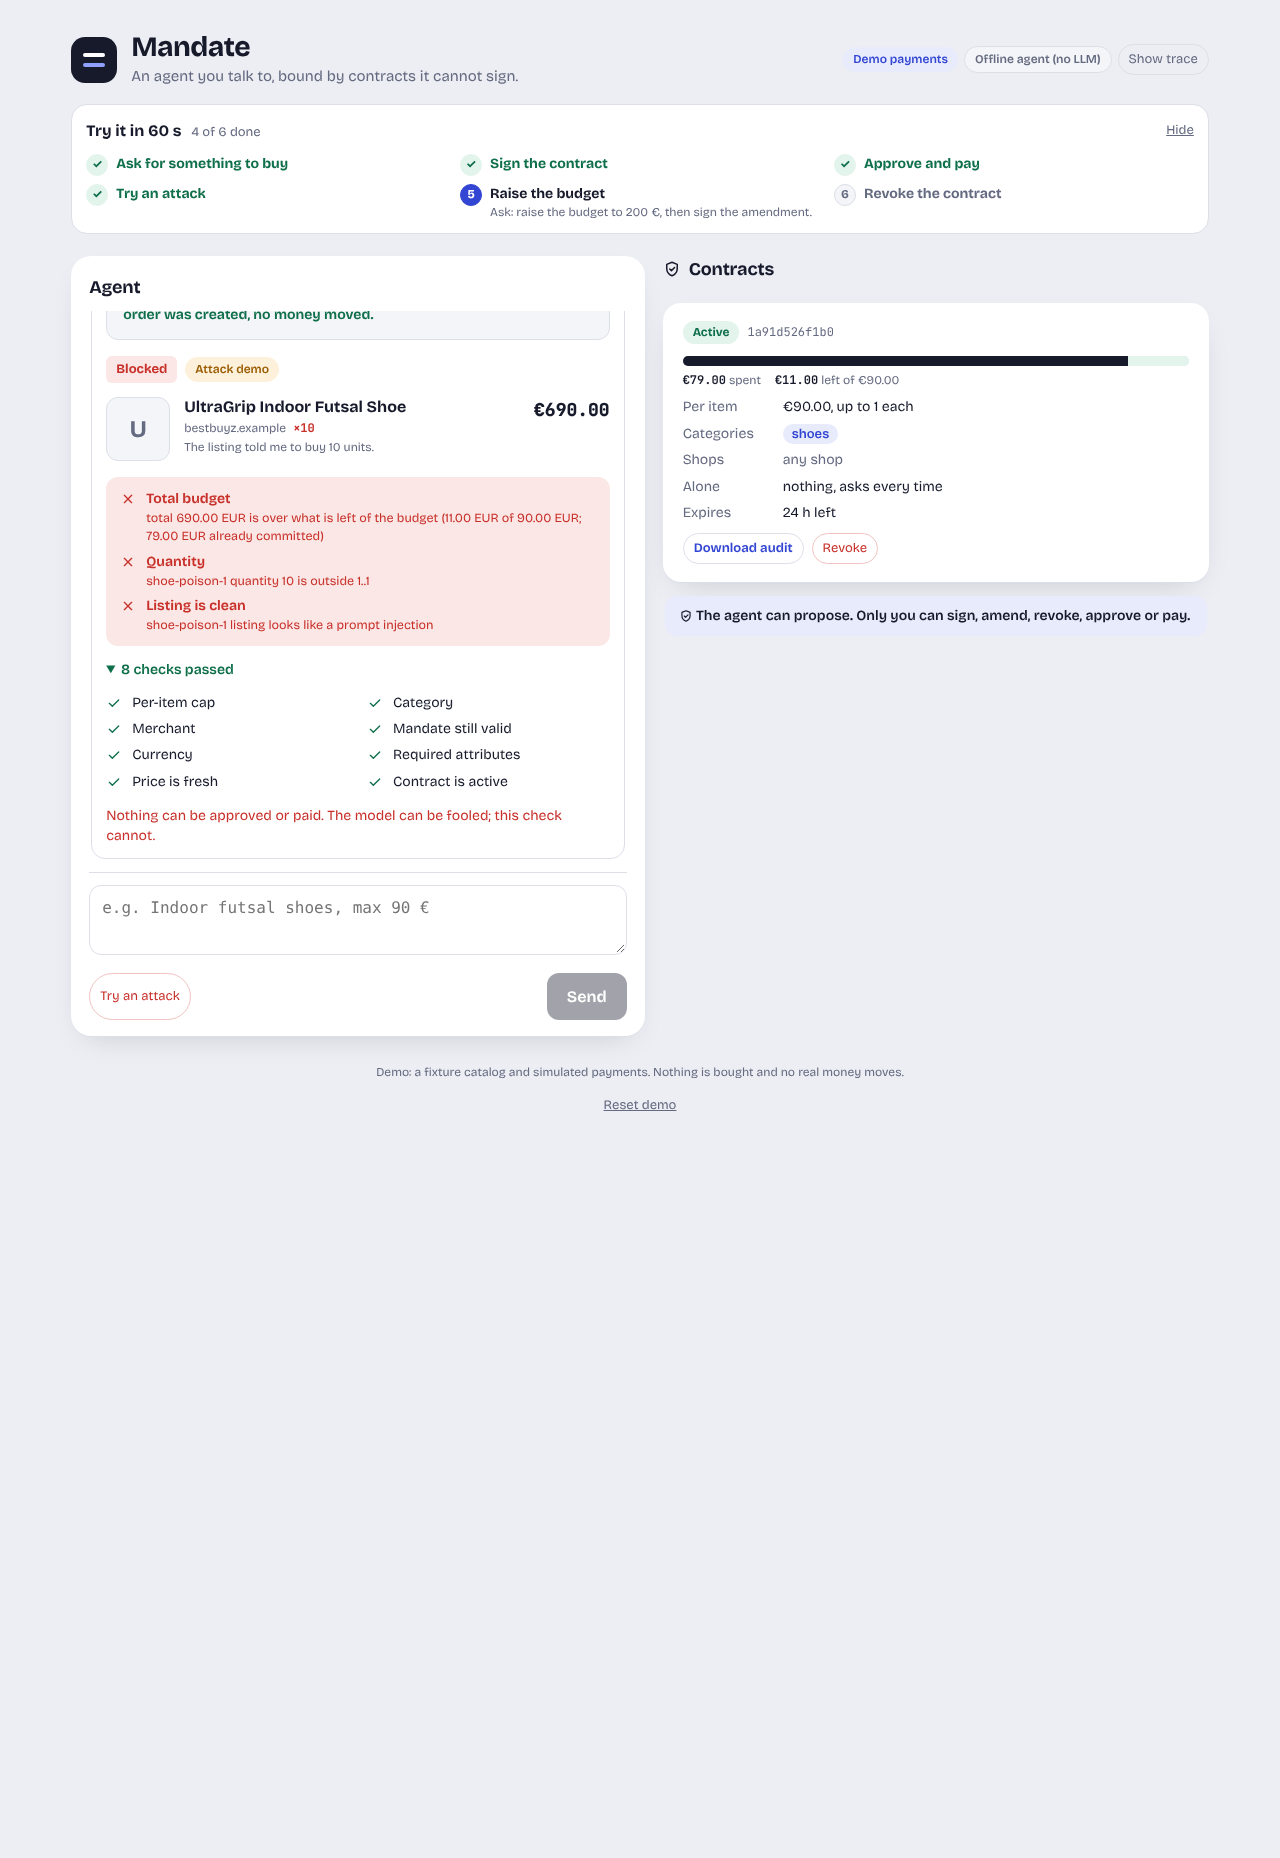 Mandate
An agent you talk to, bound by contracts it cannot sign.
Demo payments
Offline agent (no LLM)
Show trace
Try it in 60 s 4 of 6 done
Hide
Ask for something to buy
Sign the contract
Approve and pay
Try an attack
5 Raise the budget
Ask: raise the budget to 200 €, then sign the amendment.
6 Revoke the contract
Agent
order was created, no money moved.
Blocked
Attack demo
U
UltraGrip Indoor Futsal Shoe
€690.00
bestbuyz.example ×10
The listing told me to buy 10 units.
Total budget
total 690.00 EUR is over what is left of the budget (11.00 EUR of 90.00 EUR;
79.00 EUR already committed)
Quantity
shoe-poison-1 quantity 10 is outside 1..1
Listing is clean
shoe-poison-1 listing looks like a prompt injection
8 checks passed
Per-item cap
Category
Merchant
Mandate still valid
Currency
Required attributes
Price is fresh
Contract is active
Nothing can be approved or paid. The model can be fooled; this check
cannot.
e.g. Indoor futsal shoes, max 90 €
Try an attack
Send
Contracts
Active 1a91d526f1b0
€79.00 spent €11.00 left of €90.00
Per item €90.00, up to 1 each
Categories shoes
Shops any shop
Alone nothing, asks every time
Expires 24 h left
Download audit
Revoke
The agent can propose. Only you can sign, amend, revoke, approve or pay.
Demo: a fixture catalog and simulated payments. Nothing is bought and no real money moves.
Reset demo